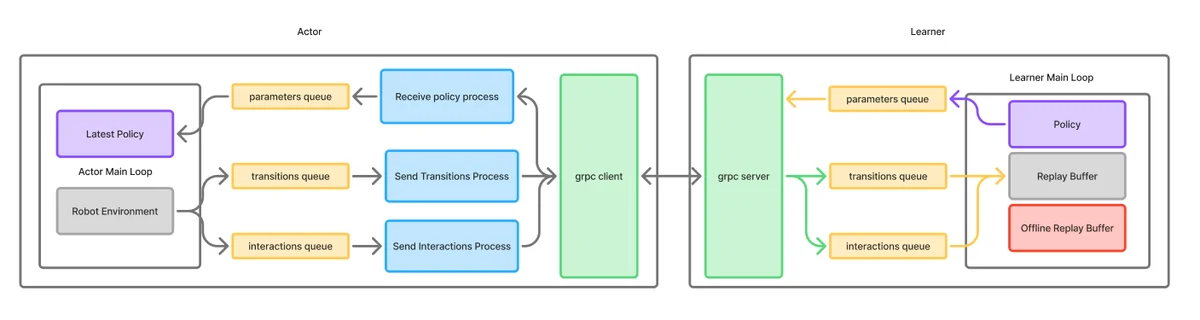 Actor
Learner
Learner Main Loop
parameters queue
Receive policy process
parameters queue
Latest Policy
Policy
Actor Main Loop
transitions queue
Send Transitions Process
grpc client
grpc server
transitions queue
Replay Buffer
Robot Environment
interactions queue
Send Interactions Process
interactions queue
Offline Replay Buffer